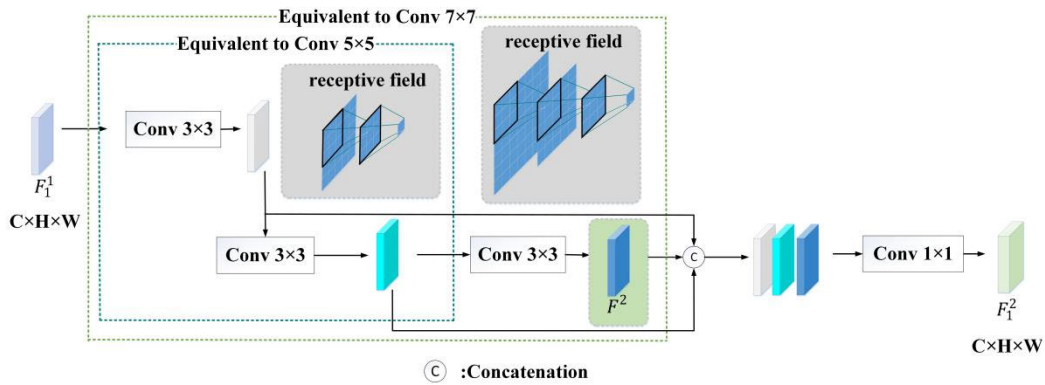 Equivalent to Conv 7×7
Equivalent to Conv 5×5
receptive field
receptive field
Conv 3×3
F₁¹
C×H×W
Conv 3×3
Conv 3×3
F²
C
Conv 1×1
F₁²
C×H×W
C :Concatenation